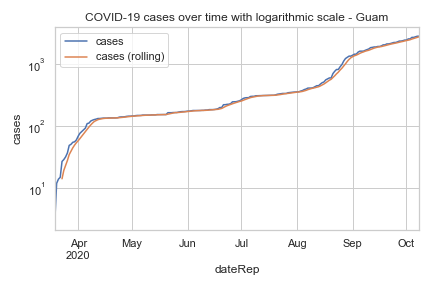 COVID-19 cases over time with logarithmic scale - Guam
cases
cases (rolling)
10³
10²
10¹
cases
Apr
2020
May
Jun
Jul
Aug
Sep
Oct
dateRep